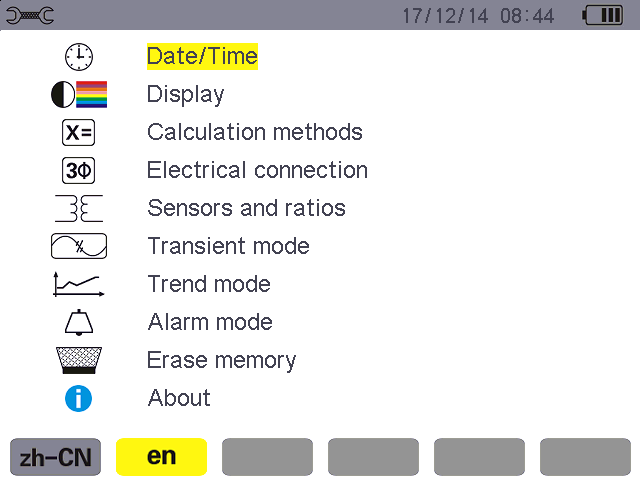 17/12/14 08:44
Date/Time
Display
X= Calculation methods
3Φ Electrical connection
Sensors and ratios
Transient mode
Trend mode
Alarm mode
Erase memory
i About
zh-CN en